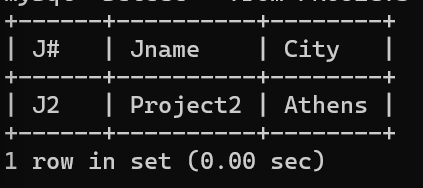 +------+----------+--------+
| J#   | Jname    | City   |
+------+----------+--------+
| J2   | Project2 | Athens |
+------+----------+--------+
1 row in set (0.00 sec)